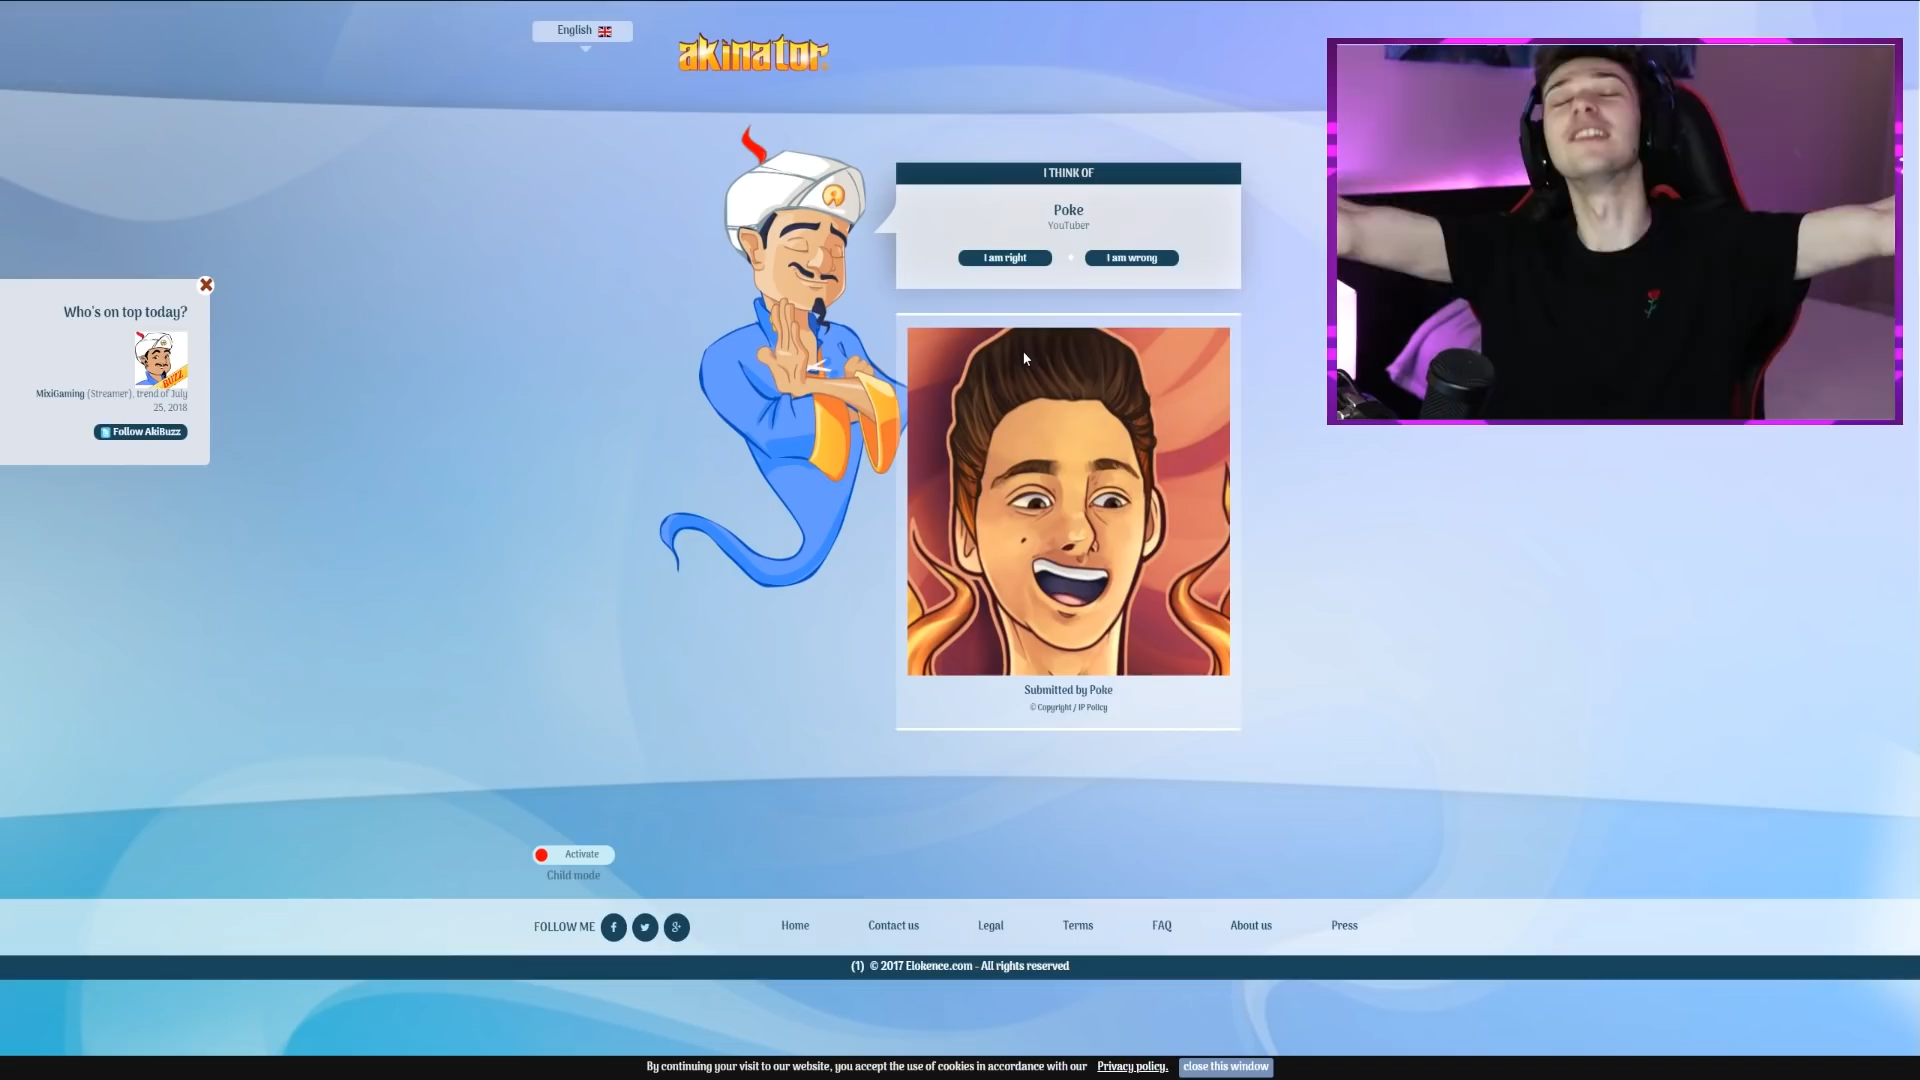 English
akinator
I THINK OF
Poke
YouTuber
I am right
I am wrong
Who's on top today?
BUZZ
MixiGaming (Streamer), trend of July
25, 2018
Follow AkiBuzz
Submitted by Poke
© Copyright / IP Policy
Activate
Child mode
FOLLOW ME
Home
Contact us
Legal
Terms
FAQ
About us
Press
(1) © 2017 Elokence.com - All rights reserved
By continuing your visit to our website, you accept the use of cookies in accordance with our Privacy policy. close this window